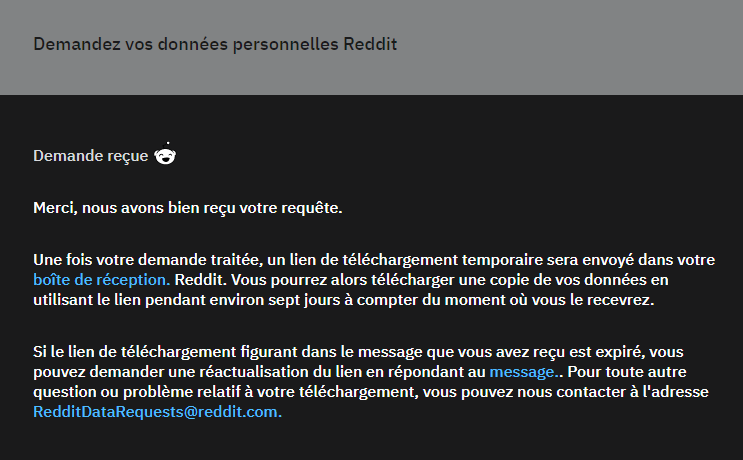 Demandez vos données personnelles Reddit
Demande reçue
Merci, nous avons bien reçu votre requête.
Une fois votre demande traitée, un lien de téléchargement temporaire sera envoyé dans votre
boîte de réception. Reddit. Vous pourrez alors télécharger une copie de vos données en
utilisant le lien pendant environ sept jours à compter du moment où vous le recevrez.
Si le lien de téléchargement figurant dans le message que vous avez reçu est expiré, vous
pouvez demander une réactualisation du lien en répondant au message.. Pour toute autre
question ou problème relatif à votre téléchargement, vous pouvez nous contacter à l'adresse
RedditDataRequests@reddit.com.